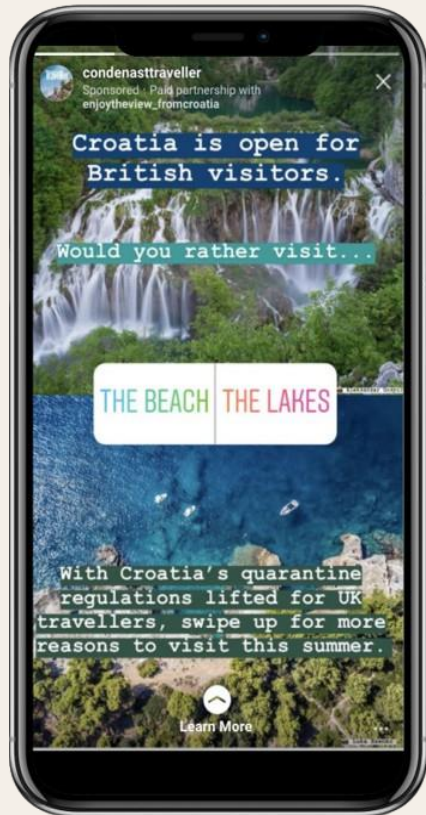 condenasttraveller
Sponsored · Paid partnership with
enjoytheview_fromcroatia
Croatia is open for
British visitors.
Would you rather visit...
THE BEACH
THE LAKES
With Croatia's quarantine
regulations lifted for UK
travellers, swipe up for more
reasons to visit this summer.
Learn More